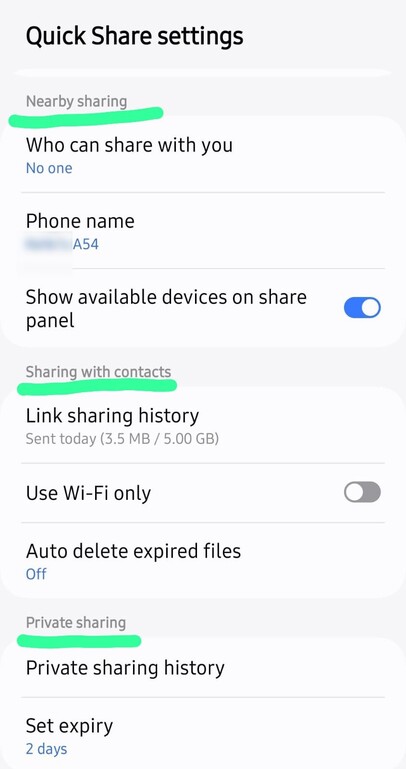 Quick Share settings
Nearby sharing
Who can share with you
No one
Phone name
A54
Show available devices on share
panel
Sharing with contacts
Link sharing history
Sent today (3.5 MB / 5.00 GB)
Use Wi-Fi only
Auto delete expired files
Off
Private sharing
Private sharing history
Set expiry
2 days